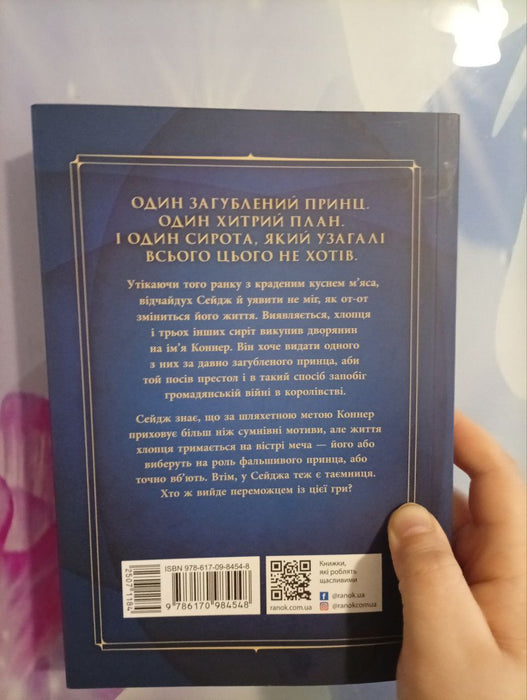 ОДИН ЗАГУБЛЕНИЙ ПРИНЦ.
ОДИН ХИТРИЙ ПЛАН.
І ОДИН СИРОТА, ЯКИЙ УЗАГАЛІ
ВСЬОГО ЦЬОГО НЕ ХОТІВ.
Утікаючи того ранку з краденим куснем м’яса,
відчайдух Сейдж й уявити не міг, як от-от
зміниться його життя. Виявляється, хлопця
і трьох інших сиріт викупив дворянин
на ім’я Коннер. Він хоче видати одного
з них за давно загубленого принца, аби
той посів престол і в такий спосіб запобіг
громадянській війні в королівстві.
Сейдж знає, що за шляхетною метою Коннер
приховує більш ніж сумнівні мотиви, але життя
хлопця тримається на вістрі меча — його або
виберуть на роль фальшивого принца, або
точно вб’ють. Втім, у Сейджа теж є таємниця.
Хто ж вийде переможцем із цієї гри?
ISBN 978-617-09-8454-8
2507 1184
9 786170 984548
ranok.com.ua
Книжки,
які роблять
щасливими
@ranok.ua
@ranokcomua